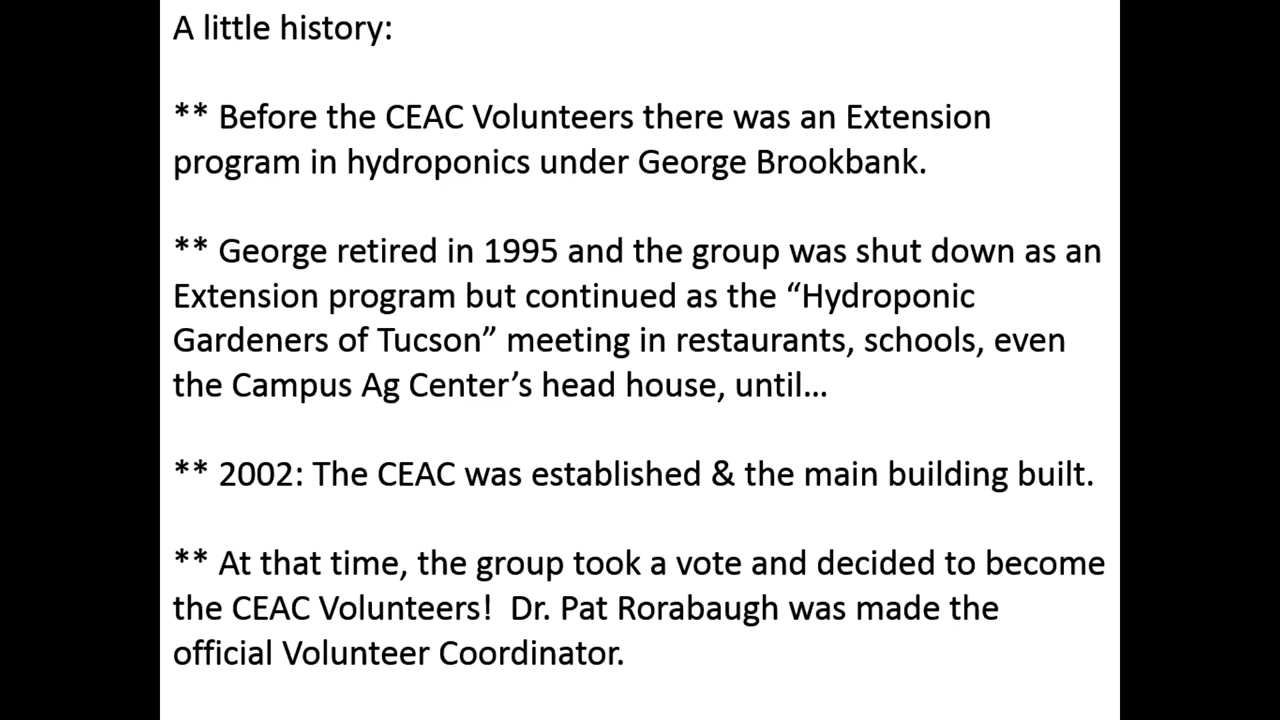 A little history:
** Before the CEAC Volunteers there was an Extension
program in hydroponics under George Brookbank.
** George retired in 1995 and the group was shut down as an
Extension program but continued as the “Hydroponic
Gardeners of Tucson” meeting in restaurants, schools, even
the Campus Ag Center’s head house, until…
** 2002: The CEAC was established & the main building built.
** At that time, the group took a vote and decided to become
the CEAC Volunteers!  Dr. Pat Rorabaugh was made the
official Volunteer Coordinator.